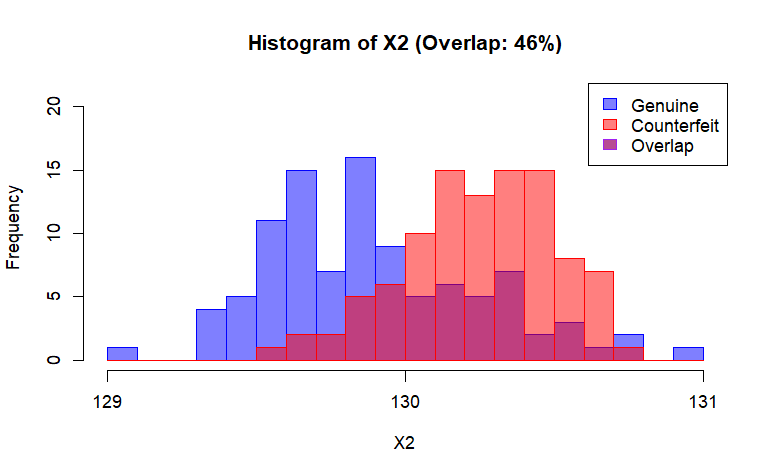 Histogram of X2 (Overlap: 46%)
Genuine
Counterfeit
Overlap
Frequency
20
15
10
5
0
129
130
131
X2